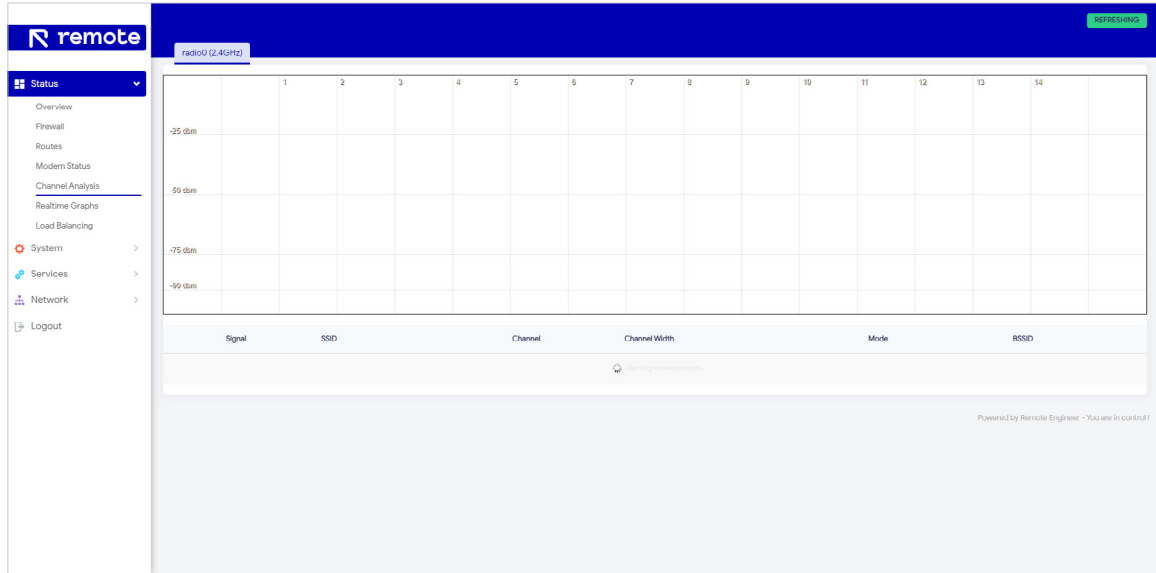 REFRESHING
remote
radio0 (2.4GHz)
Status
Overview
Firewall
Routes
Modem Status
Channel Analysis
Realtime Graphs
Load Balancing
System
Services
Network
Logout
1 2 3 4 5 6 7 8 9 10 11 12 13 14
-25 dbm
-50 dbm
-75 dbm
-90 dbm
Signal SSID Channel Channel Width Mode BSSID
Starting wireless scan...
Powered by Remote Engineer - You are in control !